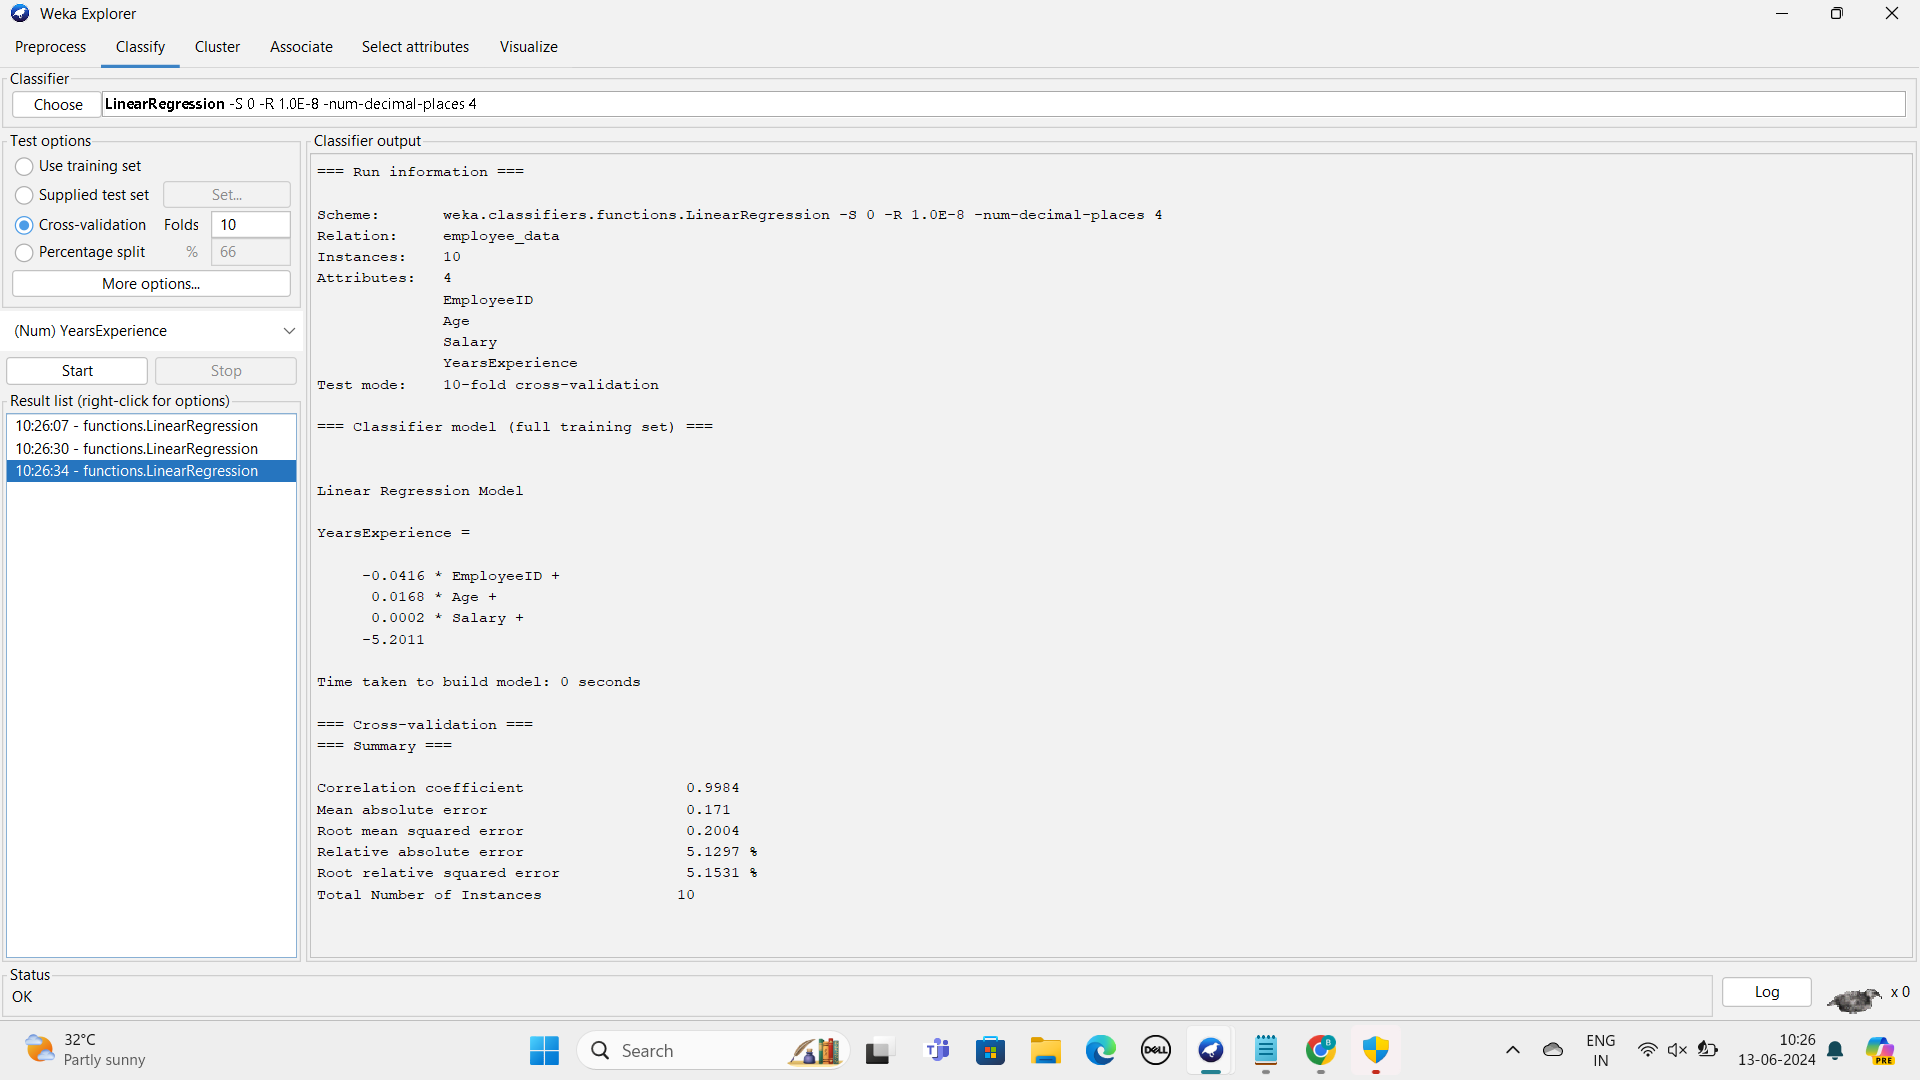 Weka Explorer
Preprocess Classify Cluster Associate Select attributes Visualize
Classifier
Choose LinearRegression -S 0 -R 1.0E-8 -num-decimal-places 4
Test options
Use training set
Supplied test set Set...
Cross-validation Folds 10
Percentage split % 66
More options...
(Num) YearsExperience
Start Stop
Result list (right-click for options)
10:26:07 - functions.LinearRegression
10:26:30 - functions.LinearRegression
10:26:34 - functions.LinearRegression
Classifier output
=== Run information ===
Scheme: weka.classifiers.functions.LinearRegression -S 0 -R 1.0E-8 -num-decimal-places 4
Relation: employee_data
Instances: 10
Attributes: 4
EmployeeID
Age
Salary
YearsExperience
Test mode: 10-fold cross-validation
=== Classifier model (full training set) ===
Linear Regression Model
YearsExperience =
-0.0416 * EmployeeID +
0.0168 * Age +
0.0002 * Salary +
-5.2011
Time taken to build model: 0 seconds
=== Cross-validation ===
=== Summary ===
Correlation coefficient 0.9984
Mean absolute error 0.171
Root mean squared error 0.2004
Relative absolute error 5.1297 %
Root relative squared error 5.1531 %
Total Number of Instances 10
Status
OK
Log x 0
32°C
Partly sunny
Search
DELL
ENG
IN
10:26
13-06-2024
PRE